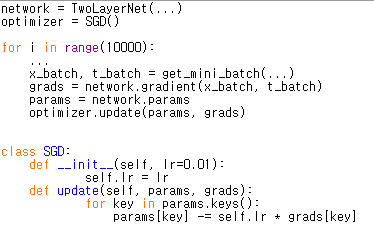 network = TwoLayerNet(...)
optimizer = SGD()

for i in range(10000):
    ...
    x_batch, t_batch = get_mini_batch(...)
    grads = network.gradient(x_batch, t_batch)
    params = network.params
    optimizer.update(params, grads)


class SGD:
    def __init__(self, lr=0.01):
        self.lr = lr
    def update(self, params, grads):
        for key in params.keys():
            params[key] -= self.lr * grads[key]